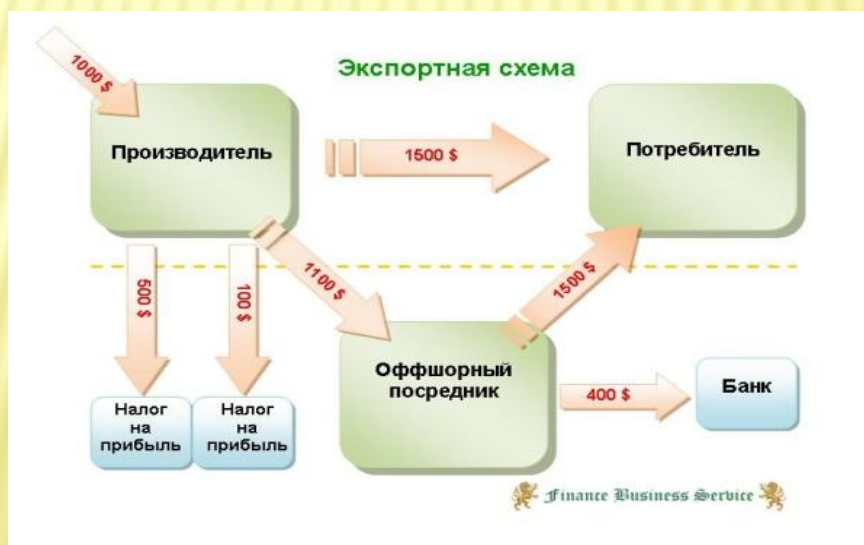 Экспортная схема
1000 $
Производитель
1500 $
Потребитель
500 $
100 $
1100$
1500 $
Оффшорный
посредник
400 $
Банк
Налог
на
прибыль
Налог
на
прибыль
Finance Business Service